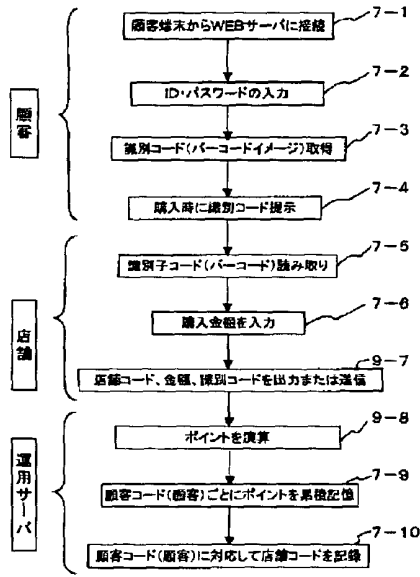 顧客端末からWEBサーバに接続
7-1
ID・パスワードの入力
7-2
識別コード(バーコードイメージ)取得
7-3
購入時に識別コード提示
7-4
顧客
識別子コード(バーコード)読み取り
7-5
購入金額を入力
7-6
店舗コード、金額、識別コードを出力または送信
9-7
店舗
ポイントを演算
9-8
顧客コード(顧客)ごとにポイントを累積記憶
7-9
顧客コード(顧客)に対応して店舗コードを記録
7-10
運用サーバ